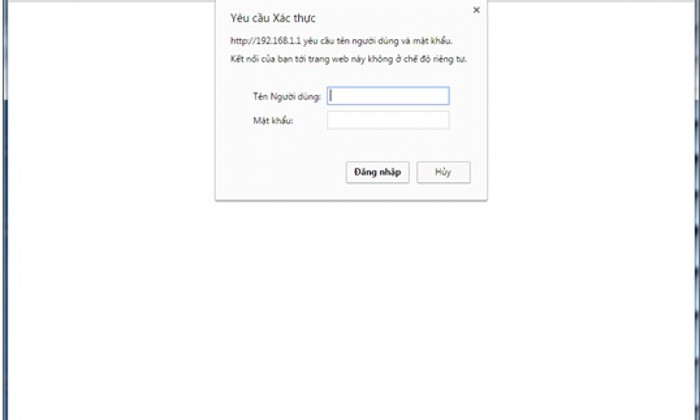 Yêu cầu Xác thực
http://192.168.1.1 yêu cầu tên người dùng và mật khẩu.
Kết nối của bạn tới trang web này không ở chế độ riêng tư.
Tên Người dùng:
Mật khẩu:
Đăng nhập Hủy